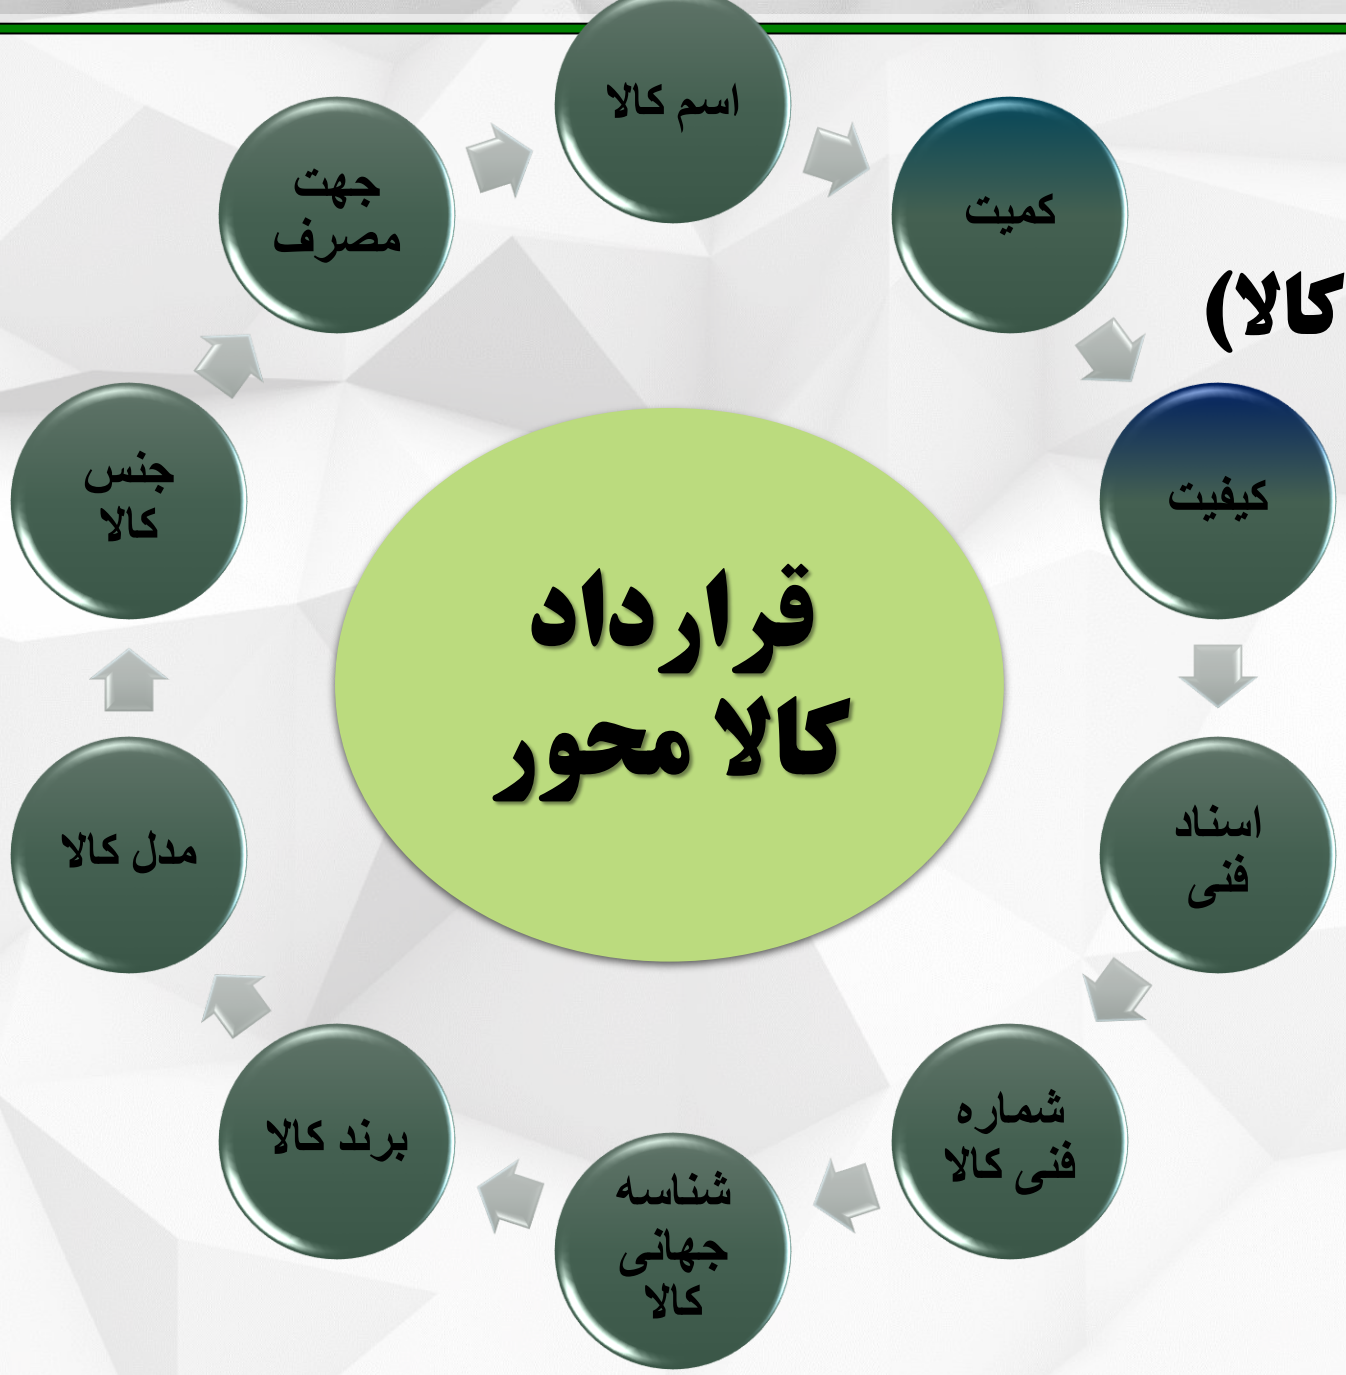 اسم کالا
کمیت
کالا)
کیفیت
اسناد
فنی
شماره
فنی کالا
شناسه
جهانی
کالا
برند کالا
مدل کالا
جنس
کالا
جهت
مصرف
قرارداد
کالا محور